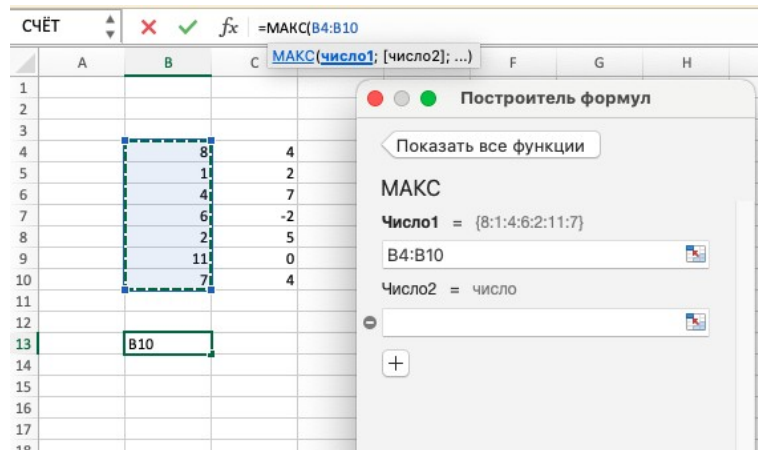 СЧЁТ fx =МАКС(B4:B10
МАКС(число1; [число2]; ...)
A B C F G H
1
2
3
4 8 4
5 1 2
6 4 7
7 6 -2
8 2 5
9 11 0
10 7 4
11
12
13 B10
14
15
16
17
18
Построитель формул
Показать все функции
МАКС
Число1 = {8:1:4:6:2:11:7}
B4:B10
Число2 = число